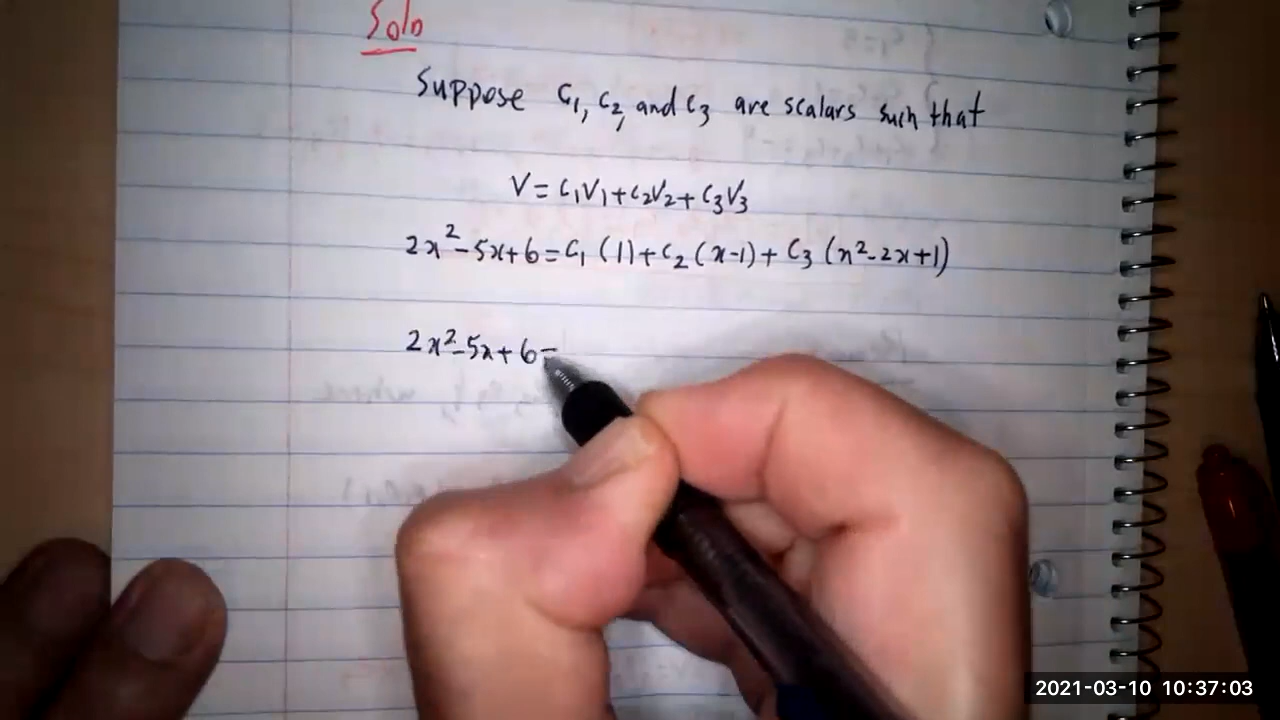 Solo
Suppose c₁, c₂, and c₃ are scalars such that
V = c₁V₁ + c₂V₂ + c₃V₃
2x² - 5x + 6 = c₁ (1) + c₂ (x-1) + c₃ (x² - 2x + 1)
2x² - 5x + 6 =
2021-03-10 10:37:03